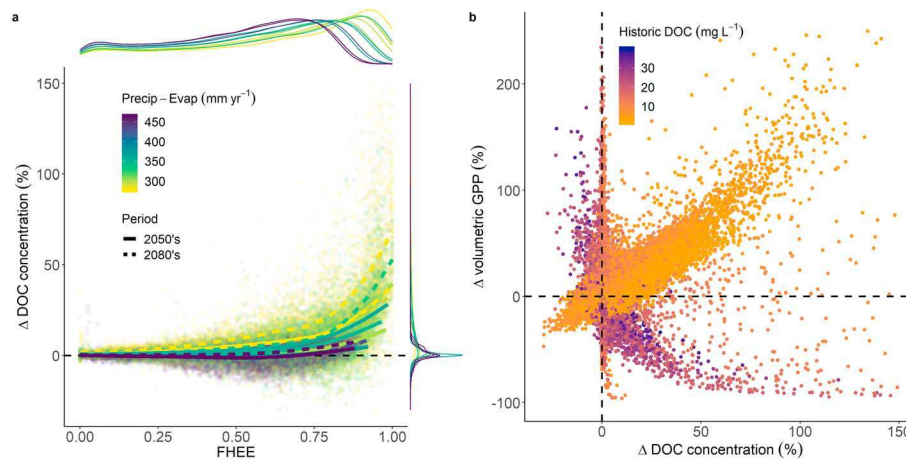 a
150
100
50
0
Δ DOC concentration (%)
Precip − Evap (mm yr⁻¹)
450
400
350
300
Period
2050's
2080's
0.00 0.25 0.50 0.75 1.00
FHEE
b
Historic DOC (mg L⁻¹)
30
20
10
200
100
0
-100
Δ volumetric GPP (%)
0 50 100 150
Δ DOC concentration (%)